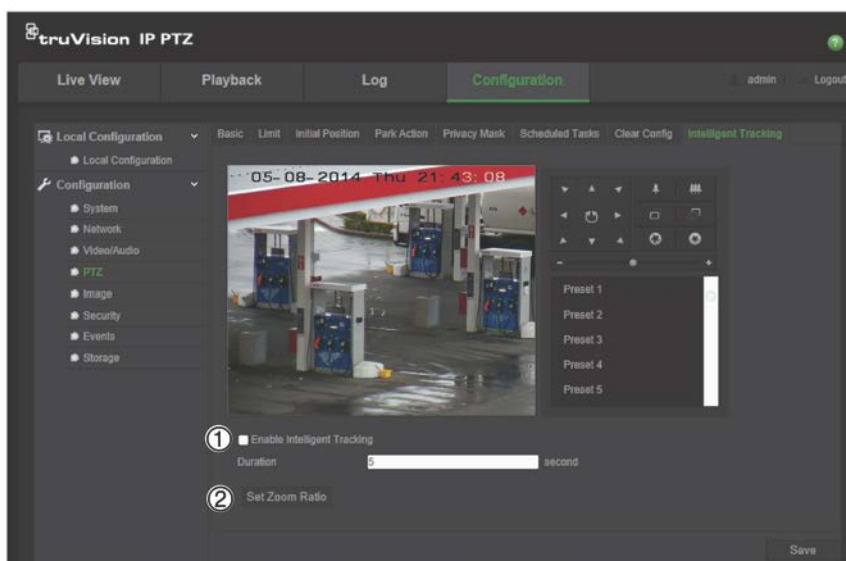 truVision IP PTZ
?
Live View Playback Log Configuration admin Logout
Local Configuration
Local Configuration
Configuration
System
Network
Video/Audio
PTZ
Image
Security
Events
Storage
Basic Limit Initial Position Park Action Privacy Mask Scheduled Tasks Clear Config Intelligent Tracking
05-08-2014 Thu 21:43:08
- +
Preset 1
Preset 2
Preset 3
Preset 4
Preset 5
① Enable Intelligent Tracking
Duration 5 second
② Set Zoom Ratio
Save